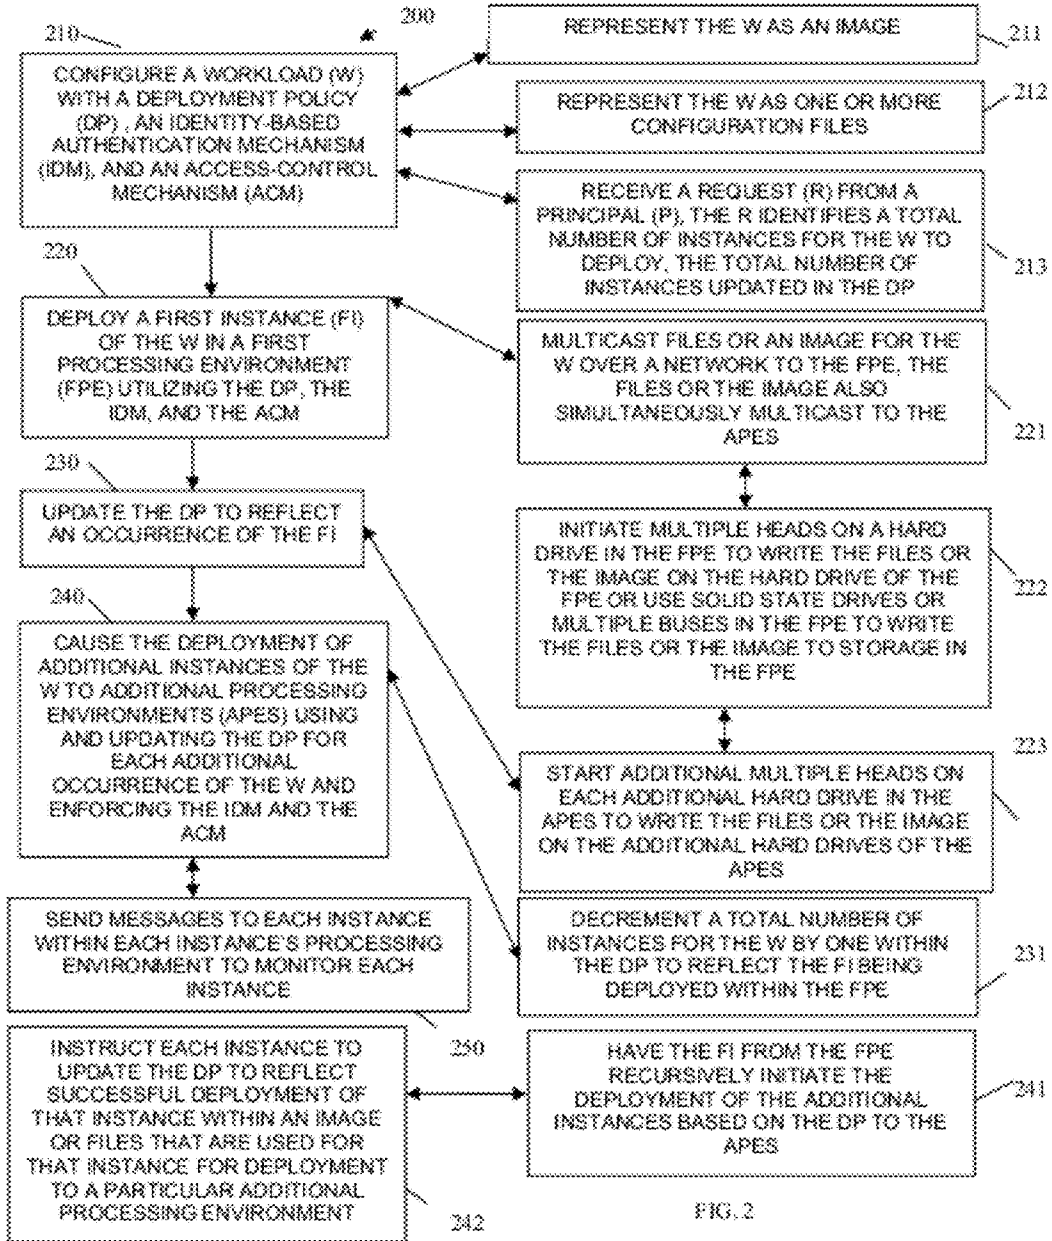 210
200
CONFIGURE A WORKLOAD (W)
WITH A DEPLOYMENT POLICY
(DP) , AN IDENTITY-BASED
AUTHENTICATION MECHANISM
(IDM), AND AN ACCESS-CONTROL
MECHANISM (ACM)
REPRESENT THE W AS AN IMAGE
211
REPRESENT THE W AS ONE OR MORE
CONFIGURATION FILES
212
RECEIVE A REQUEST (R) FROM A
PRINCIPAL (P), THE R IDENTIFIES A TOTAL
NUMBER OF INSTANCES FOR THE W TO
DEPLOY, THE TOTAL NUMBER OF
INSTANCES UPDATED IN THE DP
213
220
DEPLOY A FIRST INSTANCE (FI)
OF THE W IN A FIRST
PROCESSING ENVIRONMENT
(FPE) UTILIZING THE DP, THE
IDM, AND THE ACM
MULTICAST FILES OR AN IMAGE FOR THE
W OVER A NETWORK TO THE FPE, THE
FILES OR THE IMAGE ALSO
SIMULTANEOUSLY MULTICAST TO THE
APES
221
230
UPDATE THE DP TO REFLECT
AN OCCURRENCE OF THE FI
INITIATE MULTIPLE HEADS ON A HARD
DRIVE IN THE FPE TO WRITE THE FILES OR
THE IMAGE ON THE HARD DRIVE OF THE
FPE OR USE SOLID STATE DRIVES OR
MULTIPLE BUSES IN THE FPE TO WRITE
THE FILES OR THE IMAGE TO STORAGE IN
THE FPE
222
240
CAUSE THE DEPLOYMENT OF
ADDITIONAL INSTANCES OF THE
W TO ADDITIONAL PROCESSING
ENVIRONMENTS (APES) USING
AND UPDATING THE DP FOR
EACH ADDITIONAL
OCCURRENCE OF THE W AND
ENFORCING THE IDM AND THE
ACM
223
START ADDITIONAL MULTIPLE HEADS ON
EACH ADDITIONAL HARD DRIVE IN THE
APES TO WRITE THE FILES OR THE IMAGE
ON THE ADDITIONAL HARD DRIVES OF THE
APES
SEND MESSAGES TO EACH INSTANCE
WITHIN EACH INSTANCE'S PROCESSING
ENVIRONMENT TO MONITOR EACH
INSTANCE
250
DECREMENT A TOTAL NUMBER OF
INSTANCES FOR THE W BY ONE WITHIN
THE DP TO REFLECT THE FI BEING
DEPLOYED WITHIN THE FPE
231
INSTRUCT EACH INSTANCE TO
UPDATE THE DP TO REFLECT
SUCCESSFUL DEPLOYMENT OF
THAT INSTANCE WITHIN AN IMAGE
OR FILES THAT ARE USED FOR
THAT INSTANCE FOR DEPLOYMENT
TO A PARTICULAR ADDITIONAL
PROCESSING ENVIRONMENT
242
HAVE THE FI FROM THE FPE
RECURSIVELY INITIATE THE
DEPLOYMENT OF THE ADDITIONAL
INSTANCES BASED ON THE DP TO THE
APES
241
FIG. 2